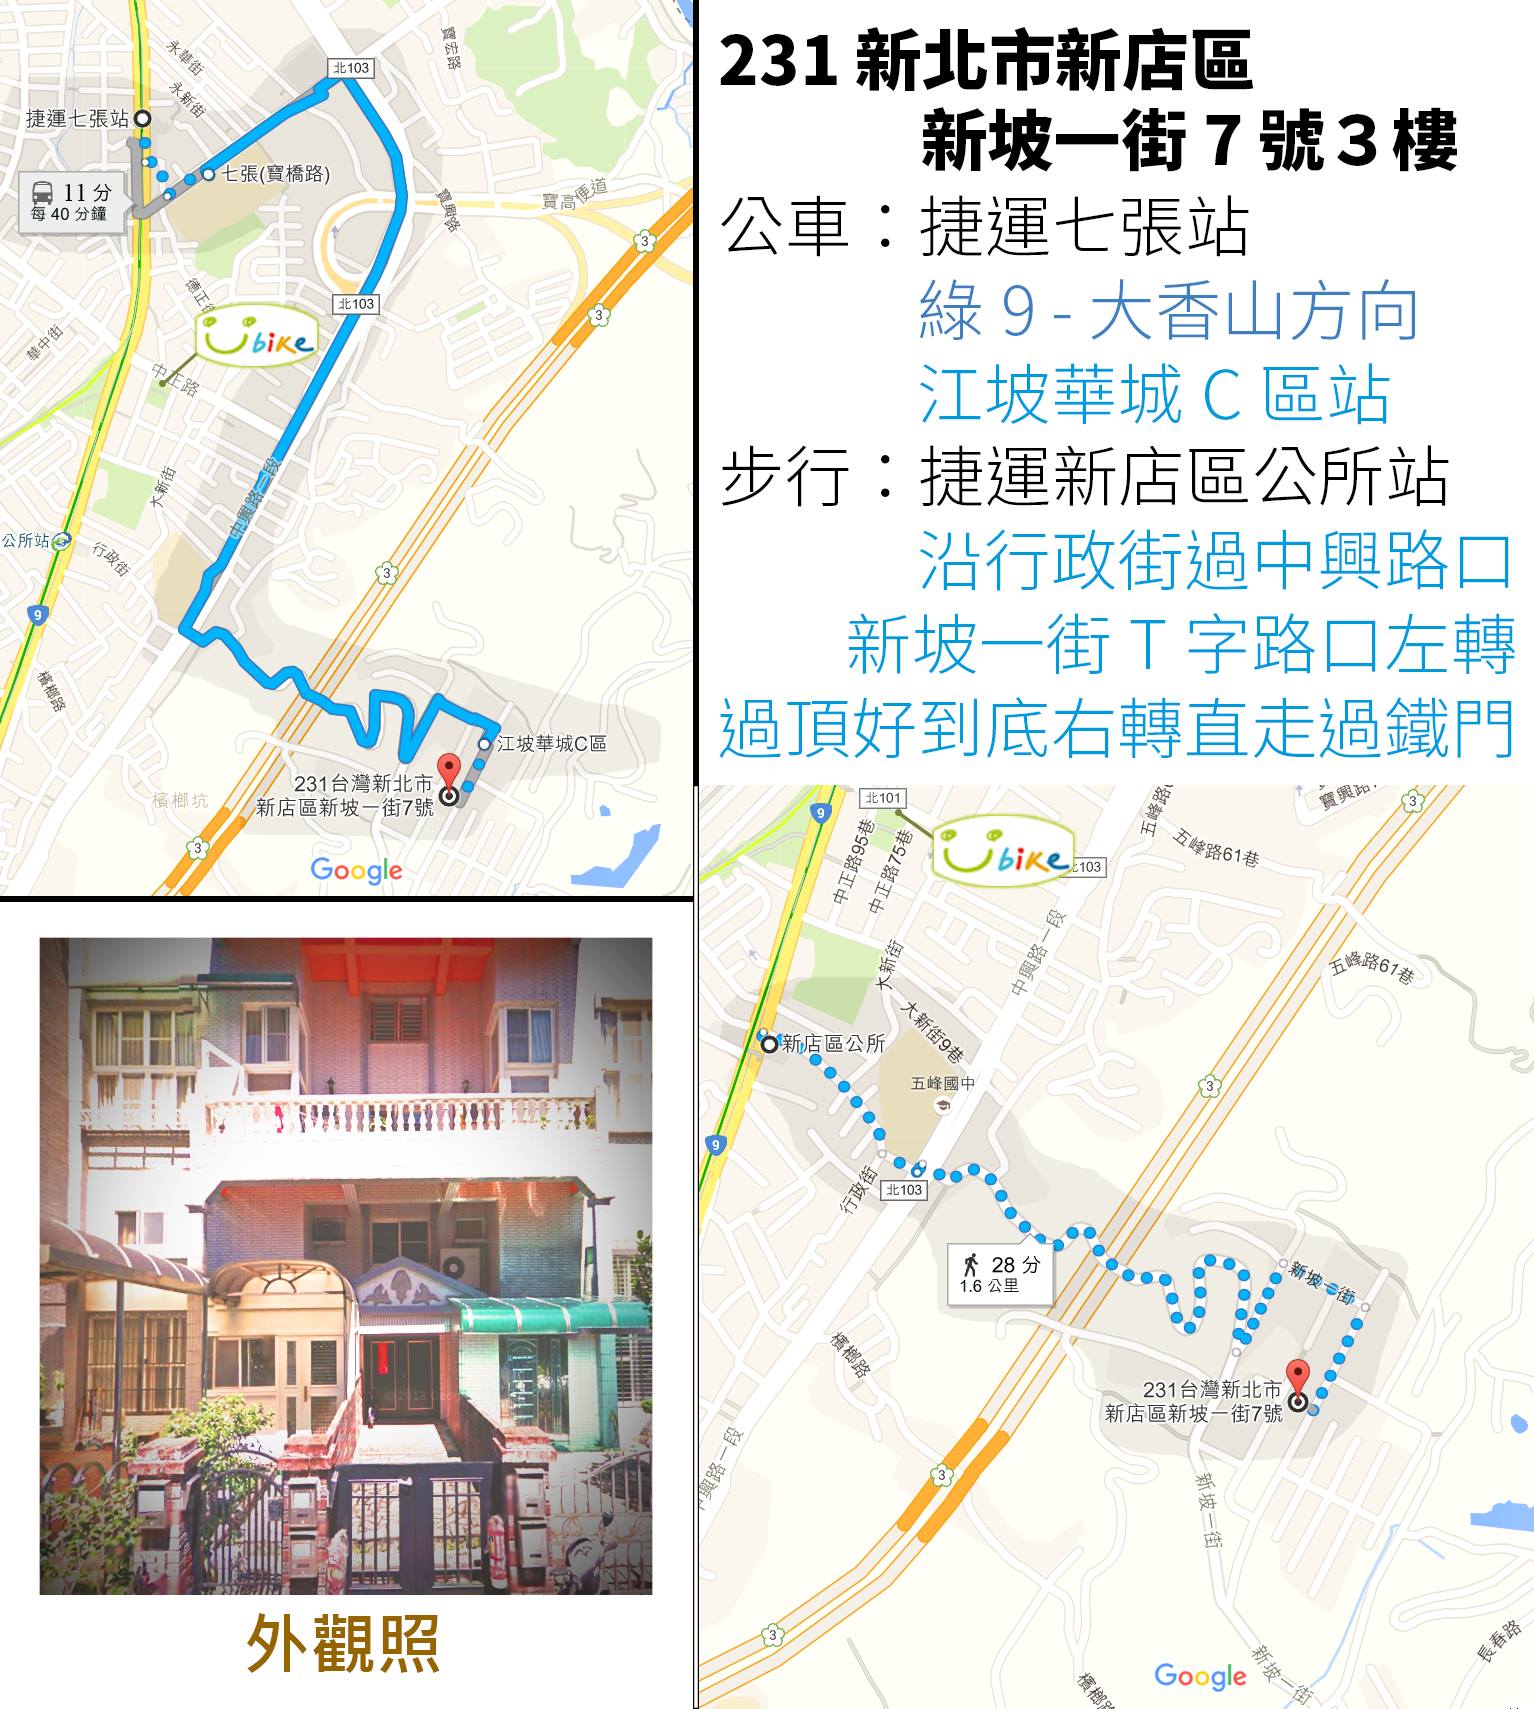 231 新北市新店區
新坡一街 7 號 3 樓
公車：捷運七張站
綠 9 - 大香山方向
江坡華城 C 區站
步行：捷運新店區公所站
沿行政街過中興路口
新坡一街 T 字路口左轉
過頂好到底右轉直走過鐵門
永華街
永新街
寶宏路
北103
捷運七張站
七張(寶橋路)
11 分
每 40 分鐘
寶高便道
寶興路
3
3
德正街
北103
Ubike
華中街
中正路
大新街
中興路一段
公所站
行政街
3
9
檳榔路
江坡華城C區
231台灣新北市
新店區新坡一街7號
檳榔坑
3
Google
外觀照
北101
9
中正路95巷
中正路75巷
Ubike
北103
五峰路61巷
寶興路
3
大新街
中興路一段
五峰路61巷
大新街9巷
新店區公所
五峰國中
3
9
行政街
北103
28 分
1.6 公里
新坡一街
檳榔路
231台灣新北市
新店區新坡一街7號
中興路一段
3
新坡一街
3
新坡一街
長春路
檳榔路
Google